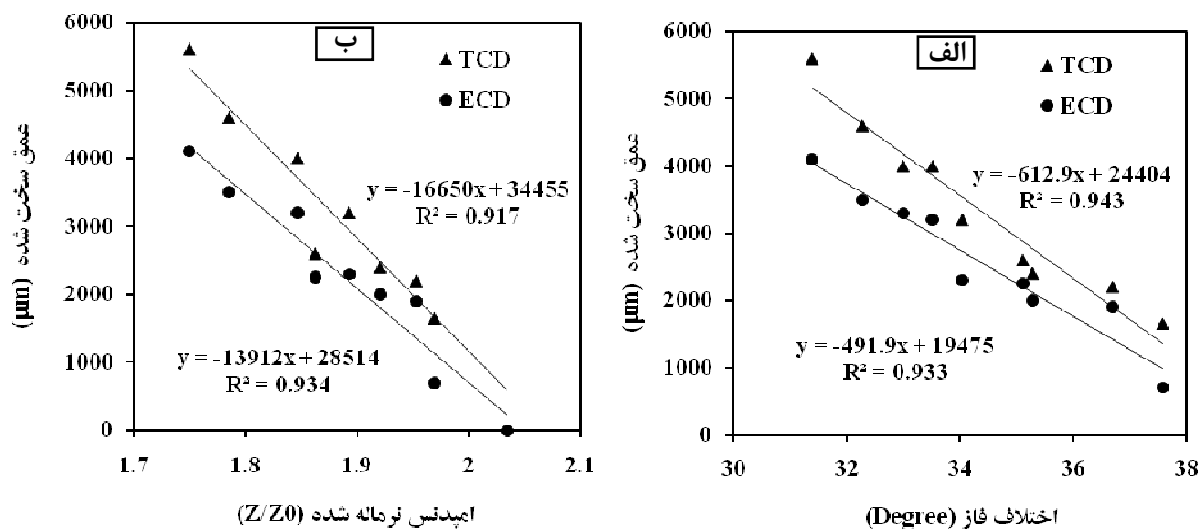 ب
TCD
ECD
y = -16650x + 34455
R² = 0.917
y = -13912x + 28514
R² = 0.934
عمق سخت شده (µm)
6000
5000
4000
3000
2000
1000
0
1.7 1.8 1.9 2 2.1
امپدنس نرماله شده (Z/Z0)
الف
TCD
ECD
y = -612.9x + 24404
R² = 0.943
y = -491.9x + 19475
R² = 0.933
عمق سخت شده (µm)
6000
5000
4000
3000
2000
1000
0
30 32 34 36 38
اختلاف فاز (Degree)